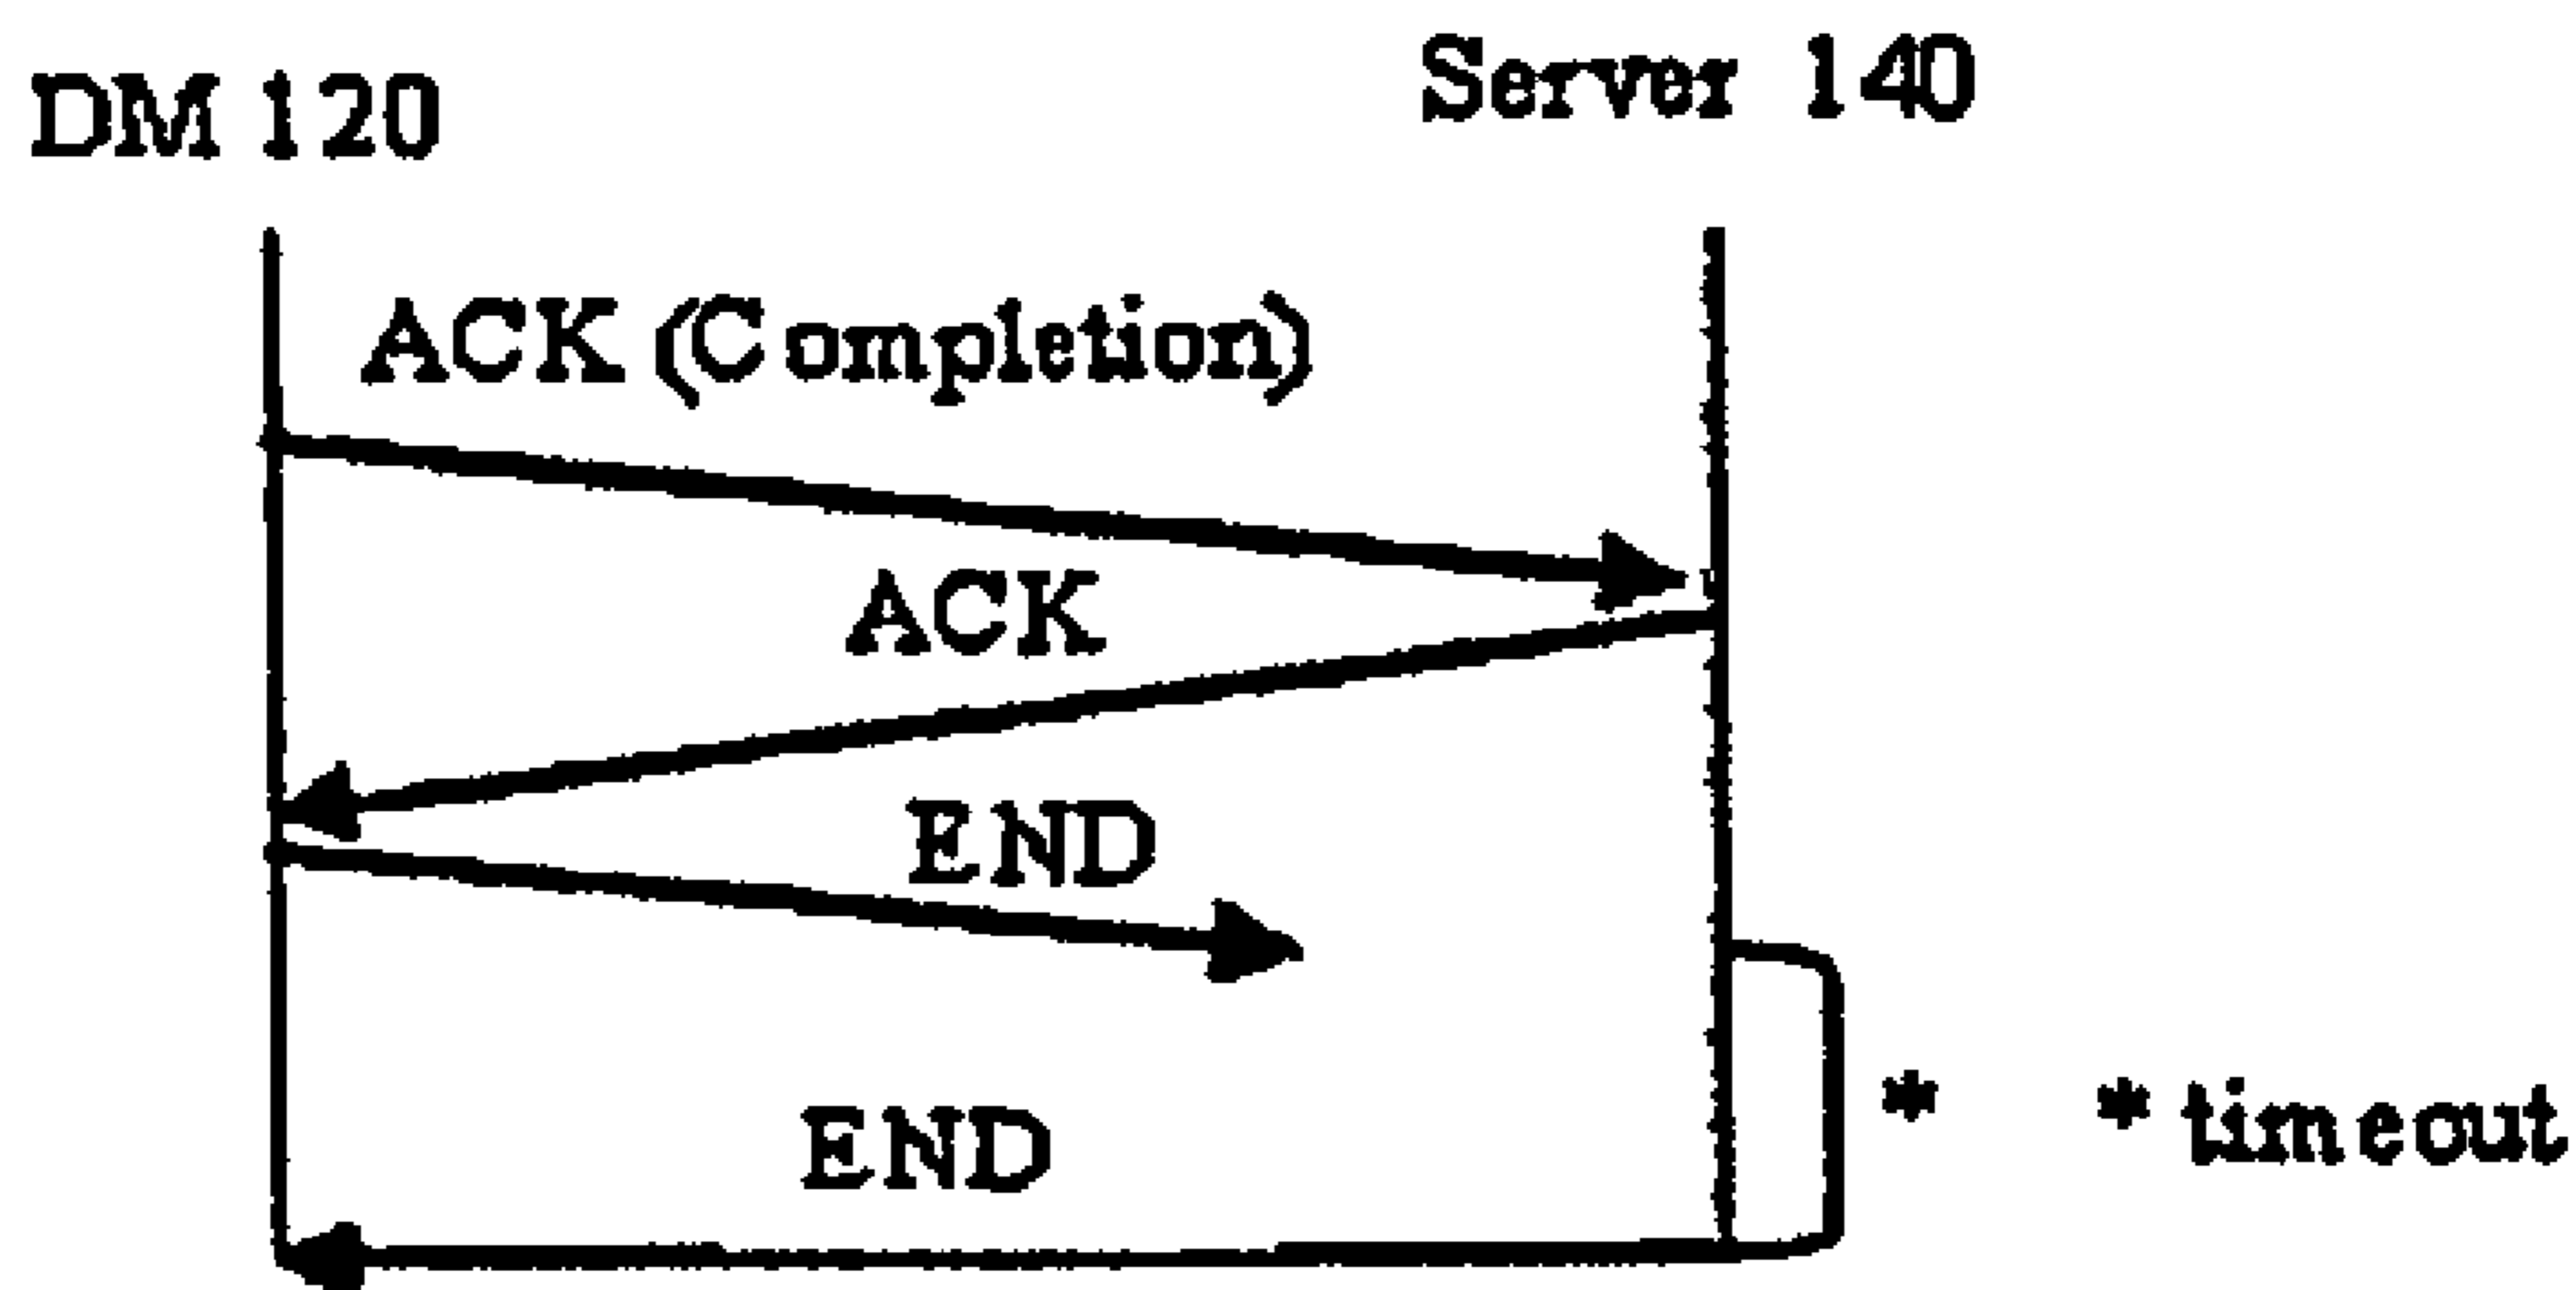 DM 120
Server 140
ACK (Completion)
ACK
END
END
* * timeout